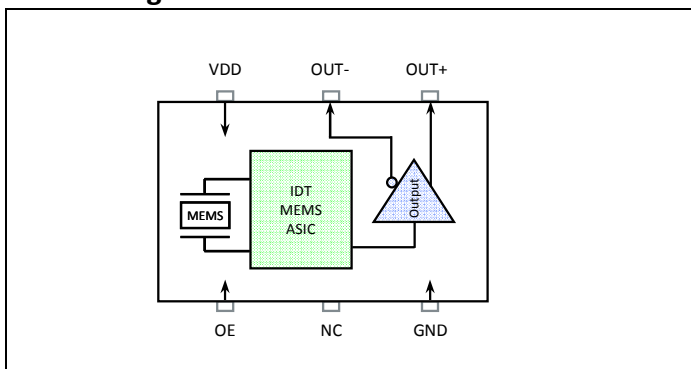 VDD OUT- OUT+
IDT
MEMS
ASIC
MEMS
Output
OE NC GND